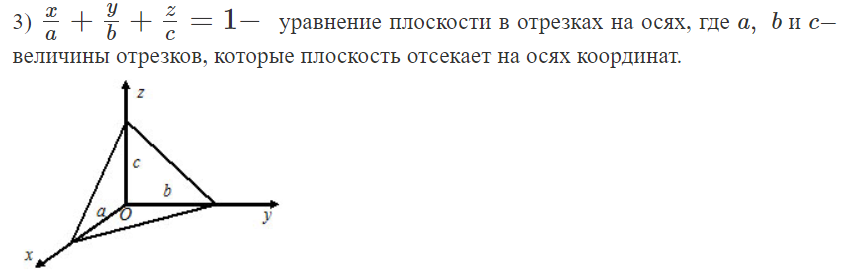 3) x/a + y/b + z/c = 1− уравнение плоскости в отрезках на осях, где a, b и c−
величины отрезков, которые плоскость отсекает на осях координат.
z
c
b
a O
y
x